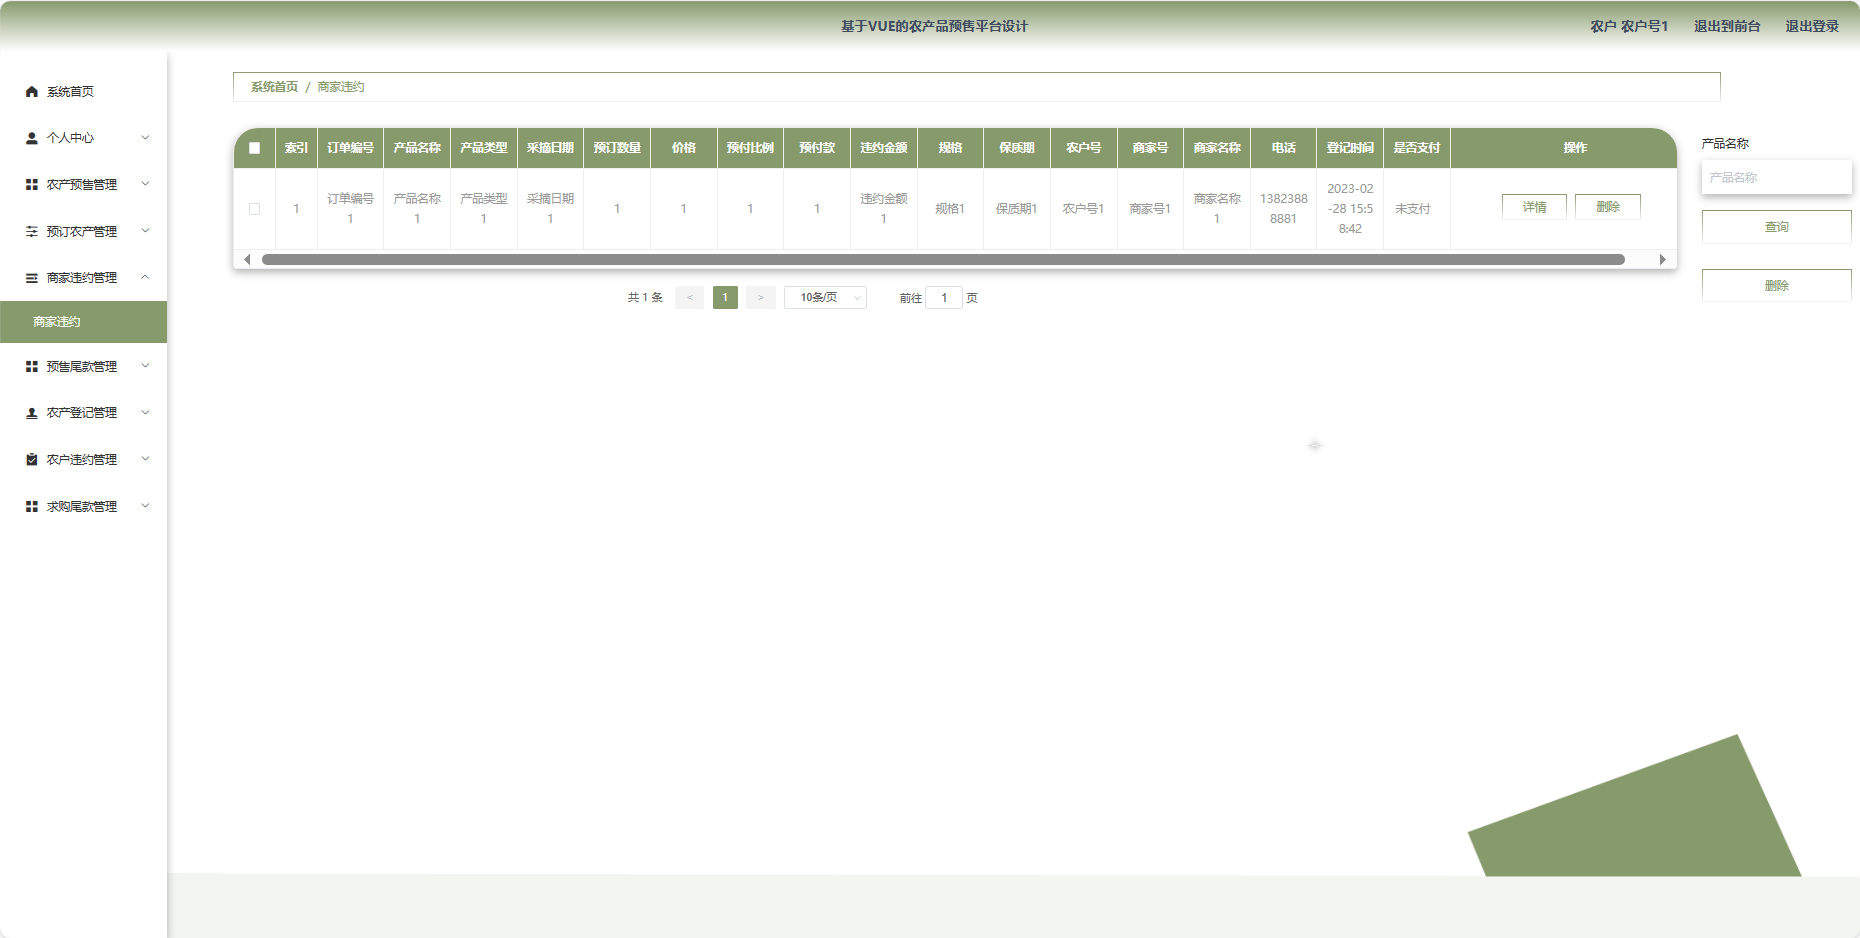 基于VUE的农产品预售平台设计
农户 农户号1 退出到前台 退出登录
系统首页
个人中心
农产预售管理
预订农产管理
商家违约管理
商家违约
预售尾款管理
农产登记管理
农户违约管理
求购尾款管理
系统首页 / 商家违约
索引 订单编号 产品名称 产品类型 采摘日期 预订数量 价格 预付比例 预付款 违约金额 规格 保质期 农户号 商家号 商家名称 电话 登记时间 是否支付 操作
1 订单编号1 产品名称1 产品类型1 采摘日期1 1 1 1 1 违约金额1 规格1 保质期1 农户号1 商家号1 商家名称1 13823888881 2023-02-28 15:58:42 未支付 详情 删除
共 1 条 < 1 > 10条/页 前往 1 页
产品名称
产品名称
查询
删除